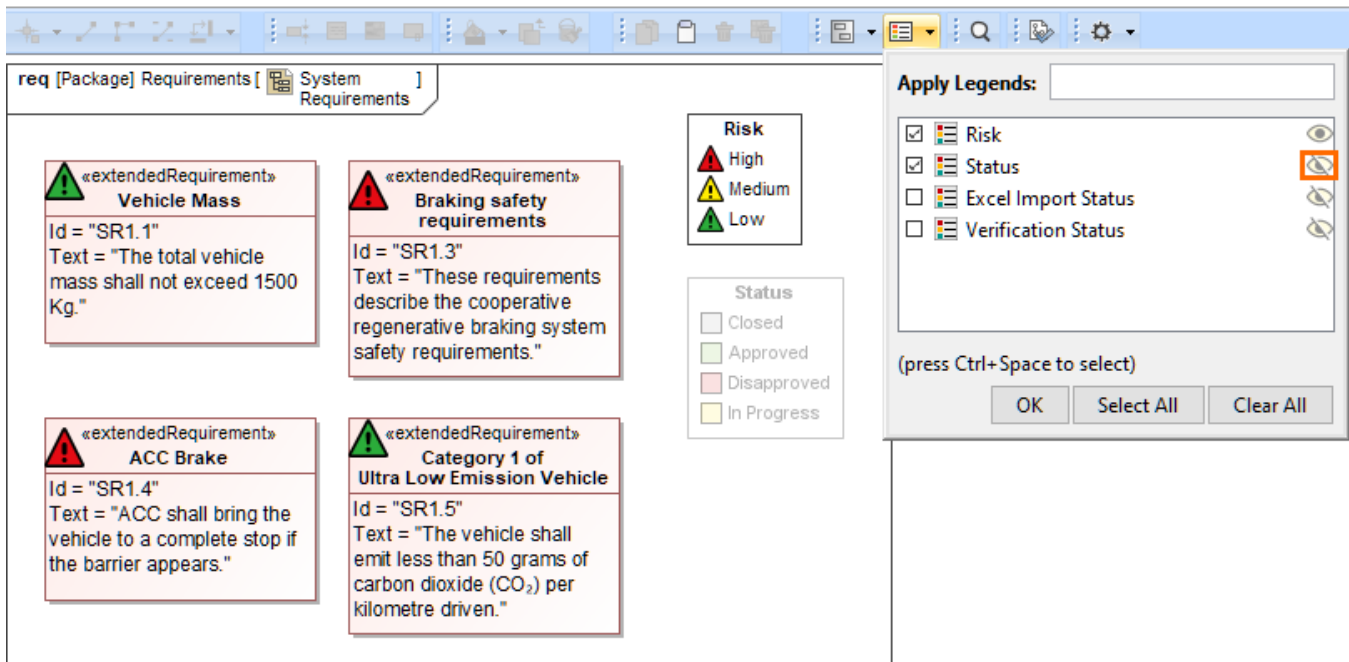 req [Package] Requirements [ System Requirements ]
«extendedRequirement»
Vehicle Mass
Id = "SR1.1"
Text = "The total vehicle
mass shall not exceed 1500
Kg."
«extendedRequirement»
Braking safety
requirements
Id = "SR1.3"
Text = "These requirements
describe the cooperative
regenerative braking system
safety requirements."
«extendedRequirement»
ACC Brake
Id = "SR1.4"
Text = "ACC shall bring the
vehicle to a complete stop if
the barrier appears."
«extendedRequirement»
Category 1 of
Ultra Low Emission Vehicle
Id = "SR1.5"
Text = "The vehicle shall
emit less than 50 grams of
carbon dioxide (CO₂) per
kilometre driven."
Risk
High
Medium
Low
Status
Closed
Approved
Disapproved
In Progress
Apply Legends:
Risk
Status
Excel Import Status
Verification Status
(press Ctrl+Space to select)
OK
Select All
Clear All